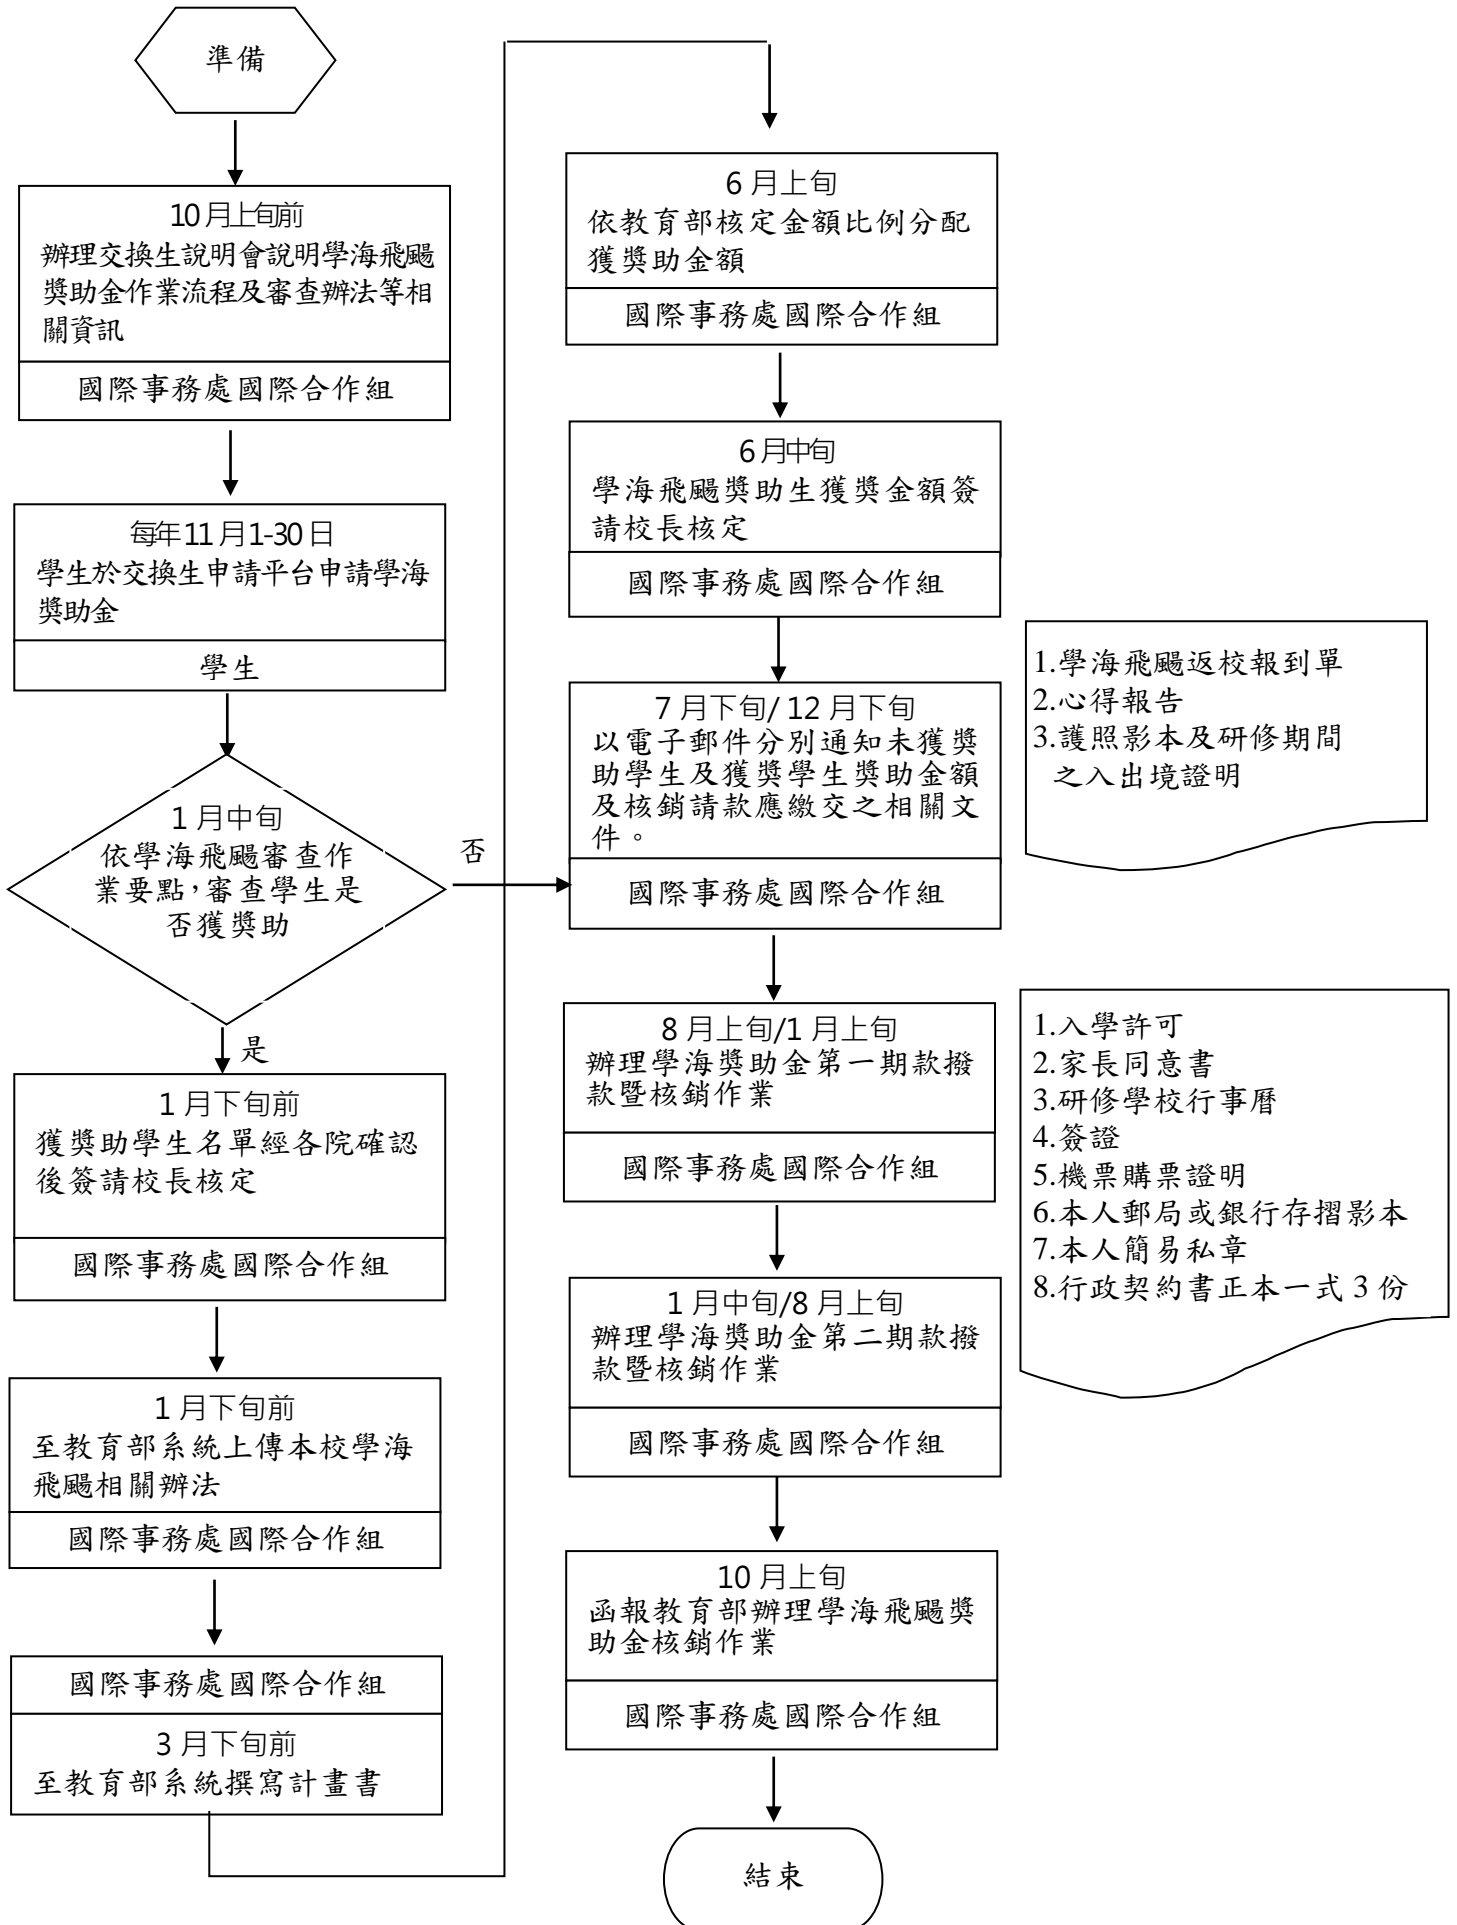 準備
10月上旬前
辦理交換生說明會說明學海飛颺
獎助金作業流程及審查辦法等相
關資訊
國際事務處國際合作組
每年11月1-30日
學生於交換生申請平台申請學海
獎助金
學生
1月中旬
依學海飛颺審查作
業要點，審查學生是
否獲獎助
否
是
1月下旬前
獲獎助學生名單經各院確認
後簽請校長核定
國際事務處國際合作組
1月下旬前
至教育部系統上傳本校學海
飛颺相關辦法
國際事務處國際合作組
國際事務處國際合作組
3月下旬前
至教育部系統撰寫計畫書
6月上旬
依教育部核定金額比例分配
獲獎助金額
國際事務處國際合作組
6月中旬
學海飛颺獎助生獲獎金額簽
請校長核定
國際事務處國際合作組
7月下旬/12月下旬
以電子郵件分別通知未獲獎
助學生及獲獎學生獎助金額
及核銷請款應繳交之相關文
件。
國際事務處國際合作組
8月上旬/1月上旬
辦理學海獎助金第一期款撥
款暨核銷作業
國際事務處國際合作組
1月中旬/8月上旬
辦理學海獎助金第二期款撥
款暨核銷作業
國際事務處國際合作組
10月上旬
函報教育部辦理學海飛颺獎
助金核銷作業
國際事務處國際合作組
結束
1.學海飛颺返校報到單
2.心得報告
3.護照影本及研修期間
之入出境證明
1.入學許可
2.家長同意書
3.研修學校行事曆
4.簽證
5.機票購票證明
6.本人郵局或銀行存摺影本
7.本人簡易私章
8.行政契約書正本一式3份